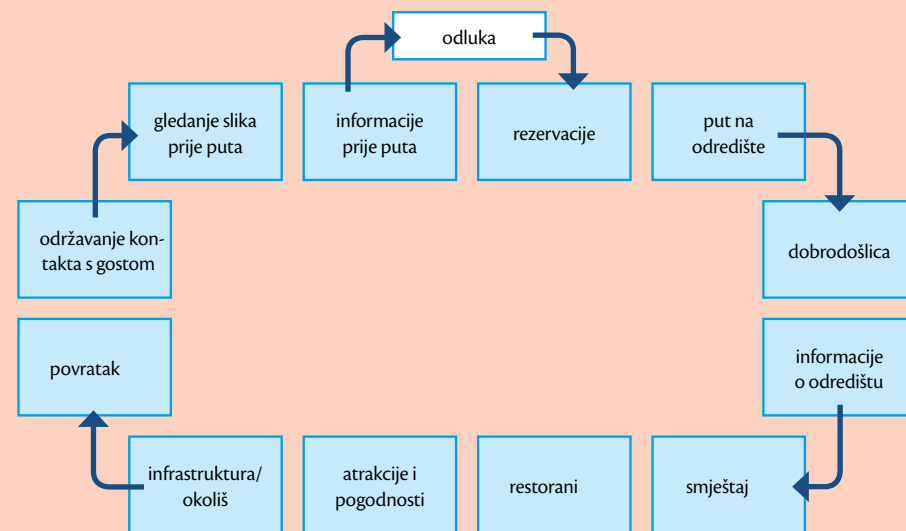 odluka
gledanje slika
prije puta
informacije
prije puta
rezervacije
put na
odredište
održavanje kon-
takta s gostom
dobrodošlica
povratak
informacije
o odredištu
infrastruktura/
okoliš
atrakcije i
pogodnosti
restorani
smještaj